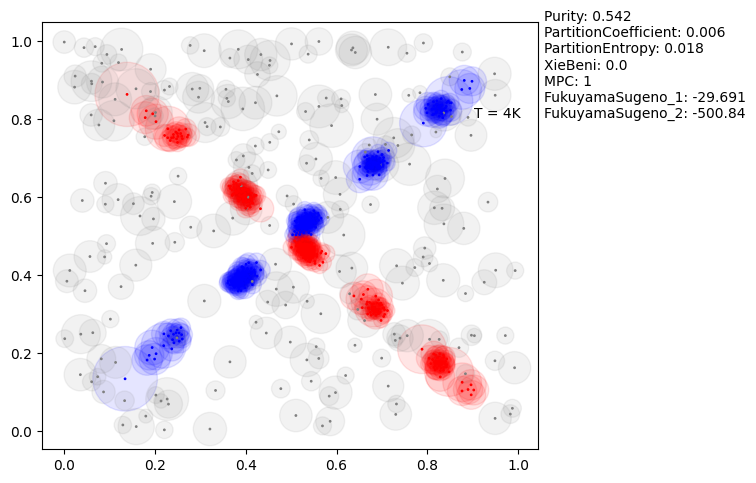 Purity: 0.542
PartitionCoefficient: 0.006
PartitionEntropy: 0.018
XieBeni: 0.0
MPC: 1
FukuyamaSugeno_1: -29.691
FukuyamaSugeno_2: -500.84
T = 4K
1.0
0.8
0.6
0.4
0.2
0.0
0.0 0.2 0.4 0.6 0.8 1.0